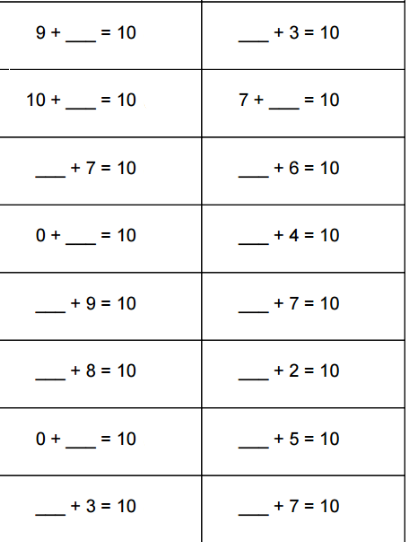 9 + ___ = 10
___ + 3 = 10
10 + ___ = 10
7 + ___ = 10
___ + 7 = 10
___ + 6 = 10
0 + ___ = 10
___ + 4 = 10
___ + 9 = 10
___ + 7 = 10
___ + 8 = 10
___ + 2 = 10
0 + ___ = 10
___ + 5 = 10
___ + 3 = 10
___ + 7 = 10